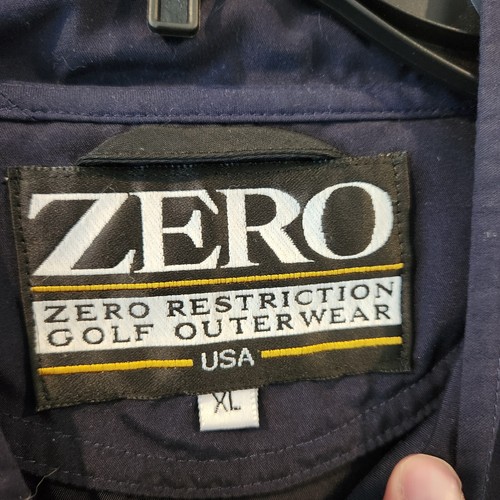 ZERO
ZERO RESTRICTION
GOLF OUTERWEAR
USA
XL